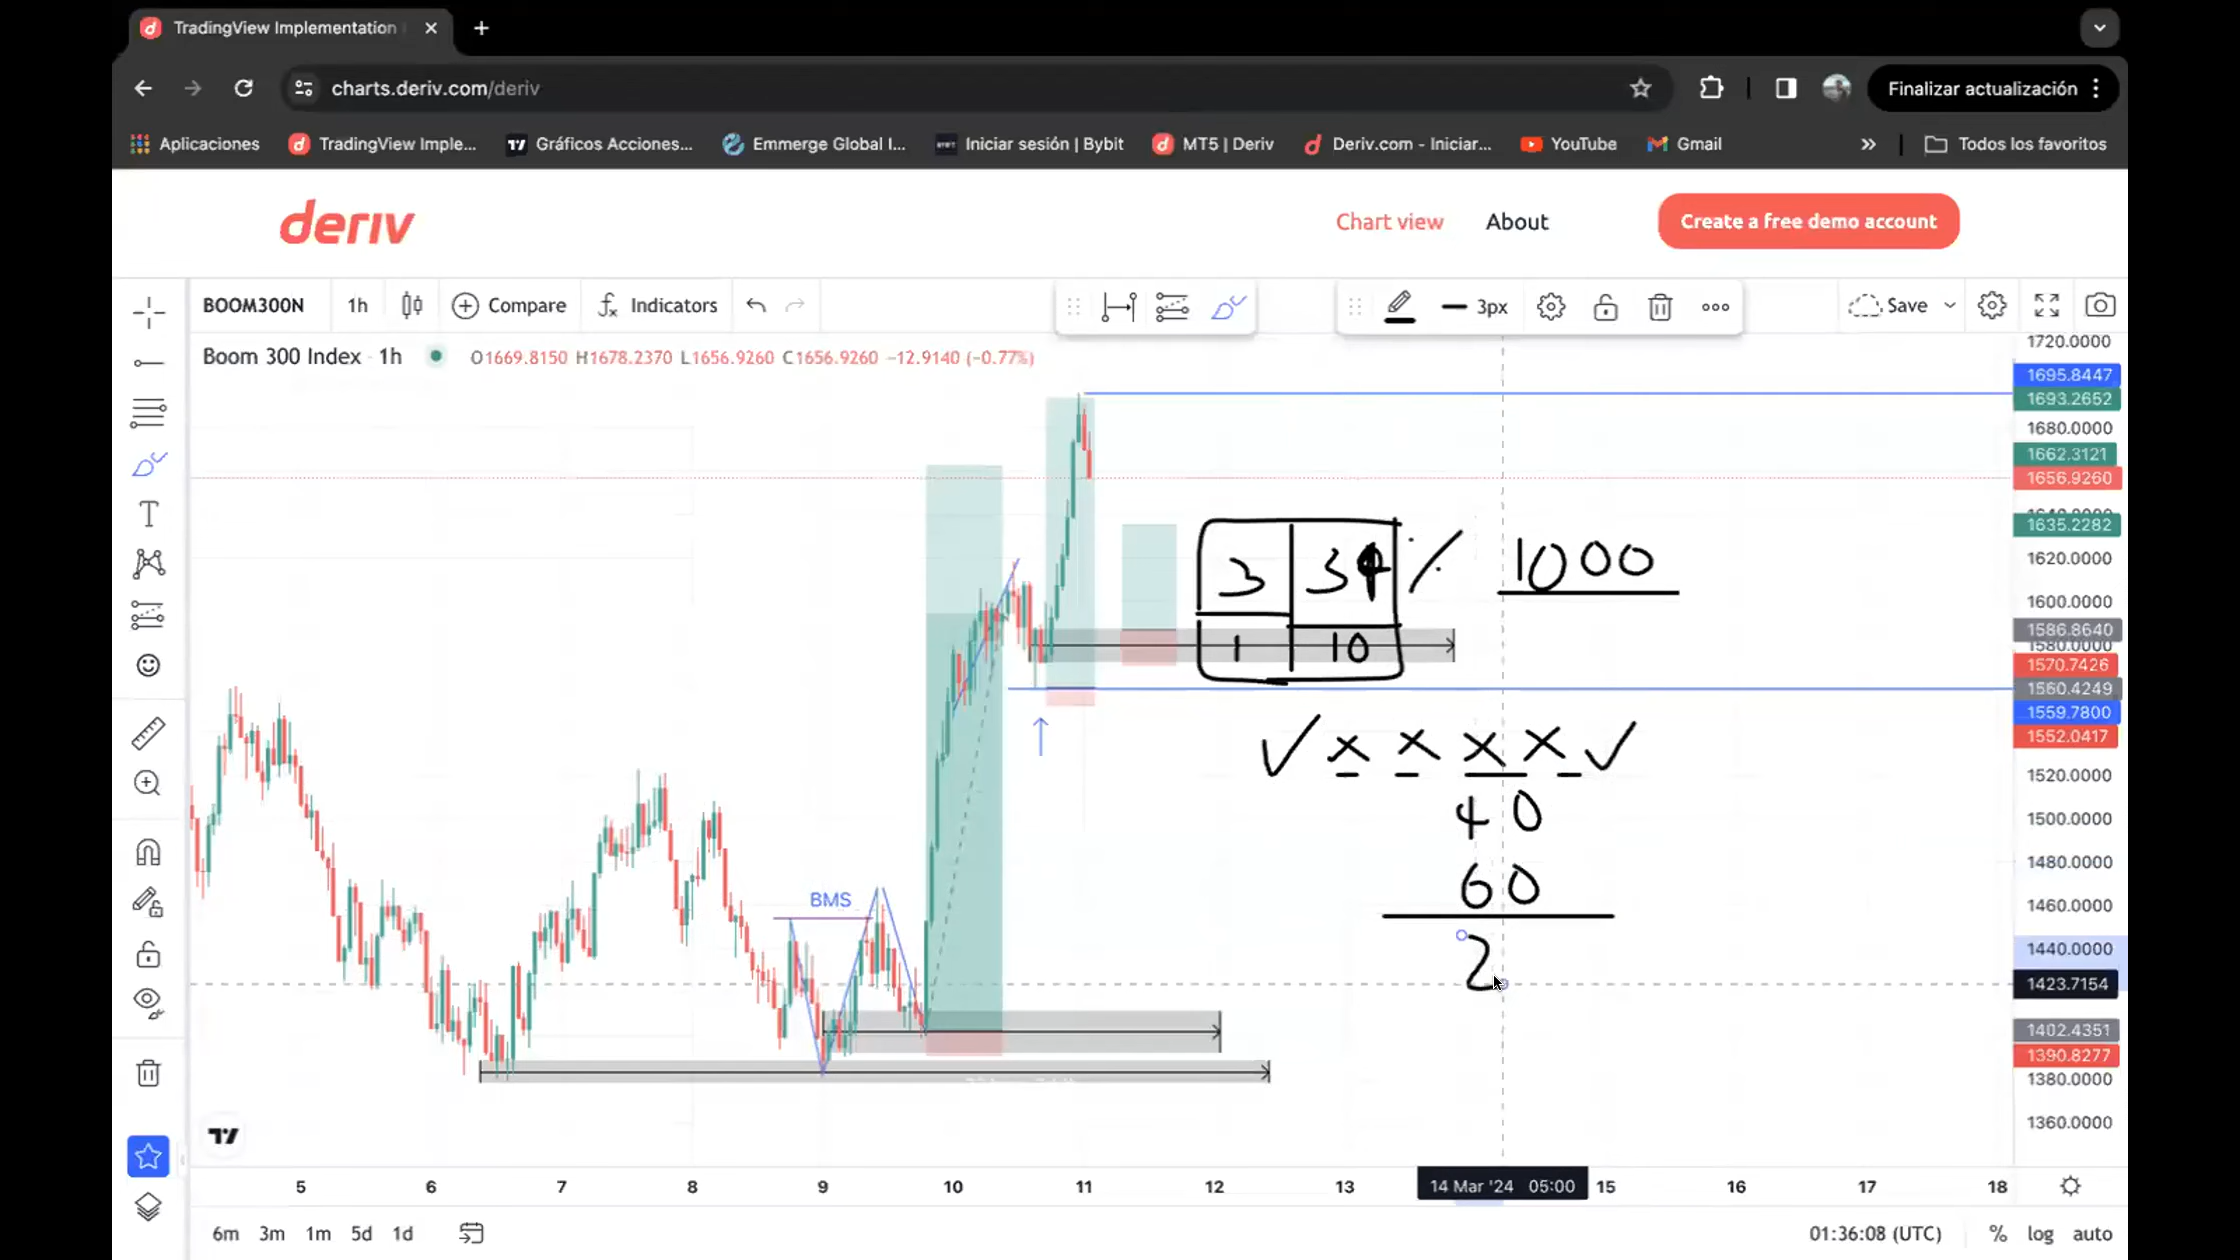 TradingView Implementation
charts.deriv.com/deriv
Finalizar actualización
Aplicaciones
TradingView Imple...
Gráficos Acciones...
Emmerge Global I...
Iniciar sesión | Bybit
MT5 | Deriv
Deriv.com - Iniciar...
YouTube
Gmail
Todos los favoritos
deriv
Chart view
About
Create a free demo account
BOOM300N
1h
Compare
Indicators
3px
Save
Boom 300 Index · 1h
O1669.8150 H1678.2370 L1656.9260 C1656.9260 −12.9140 (−0.77%)
1720.0000
1695.8447
1693.2652
1680.0000
1662.3121
1656.9260
1635.2282
1620.0000
1600.0000
1586.8640
1580.0000
1570.7426
1560.4249
1559.7800
1552.0417
1520.0000
1500.0000
1480.0000
1460.0000
1440.0000
1423.7154
1402.4351
1390.8277
1380.0000
1360.0000
3
%
1000
1
10
40
60
2
BMS
5 6 7 8 9 10 11 12 13 14 Mar '24 05:00 15 16 17 18
6m 3m 1m 5d 1d
01:36:08 (UTC)
% log auto